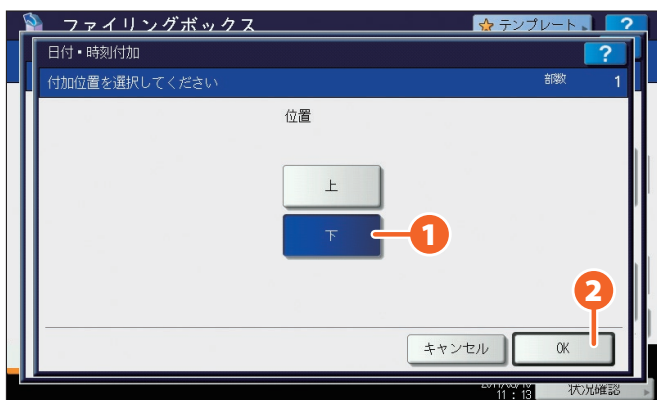 ファイリングボックス
テンプレート
?
日付・時刻付加
?
付加位置を選択してください
部数 1
位置
上
下
1
2
キャンセル
OK
11 : 13
状況確認